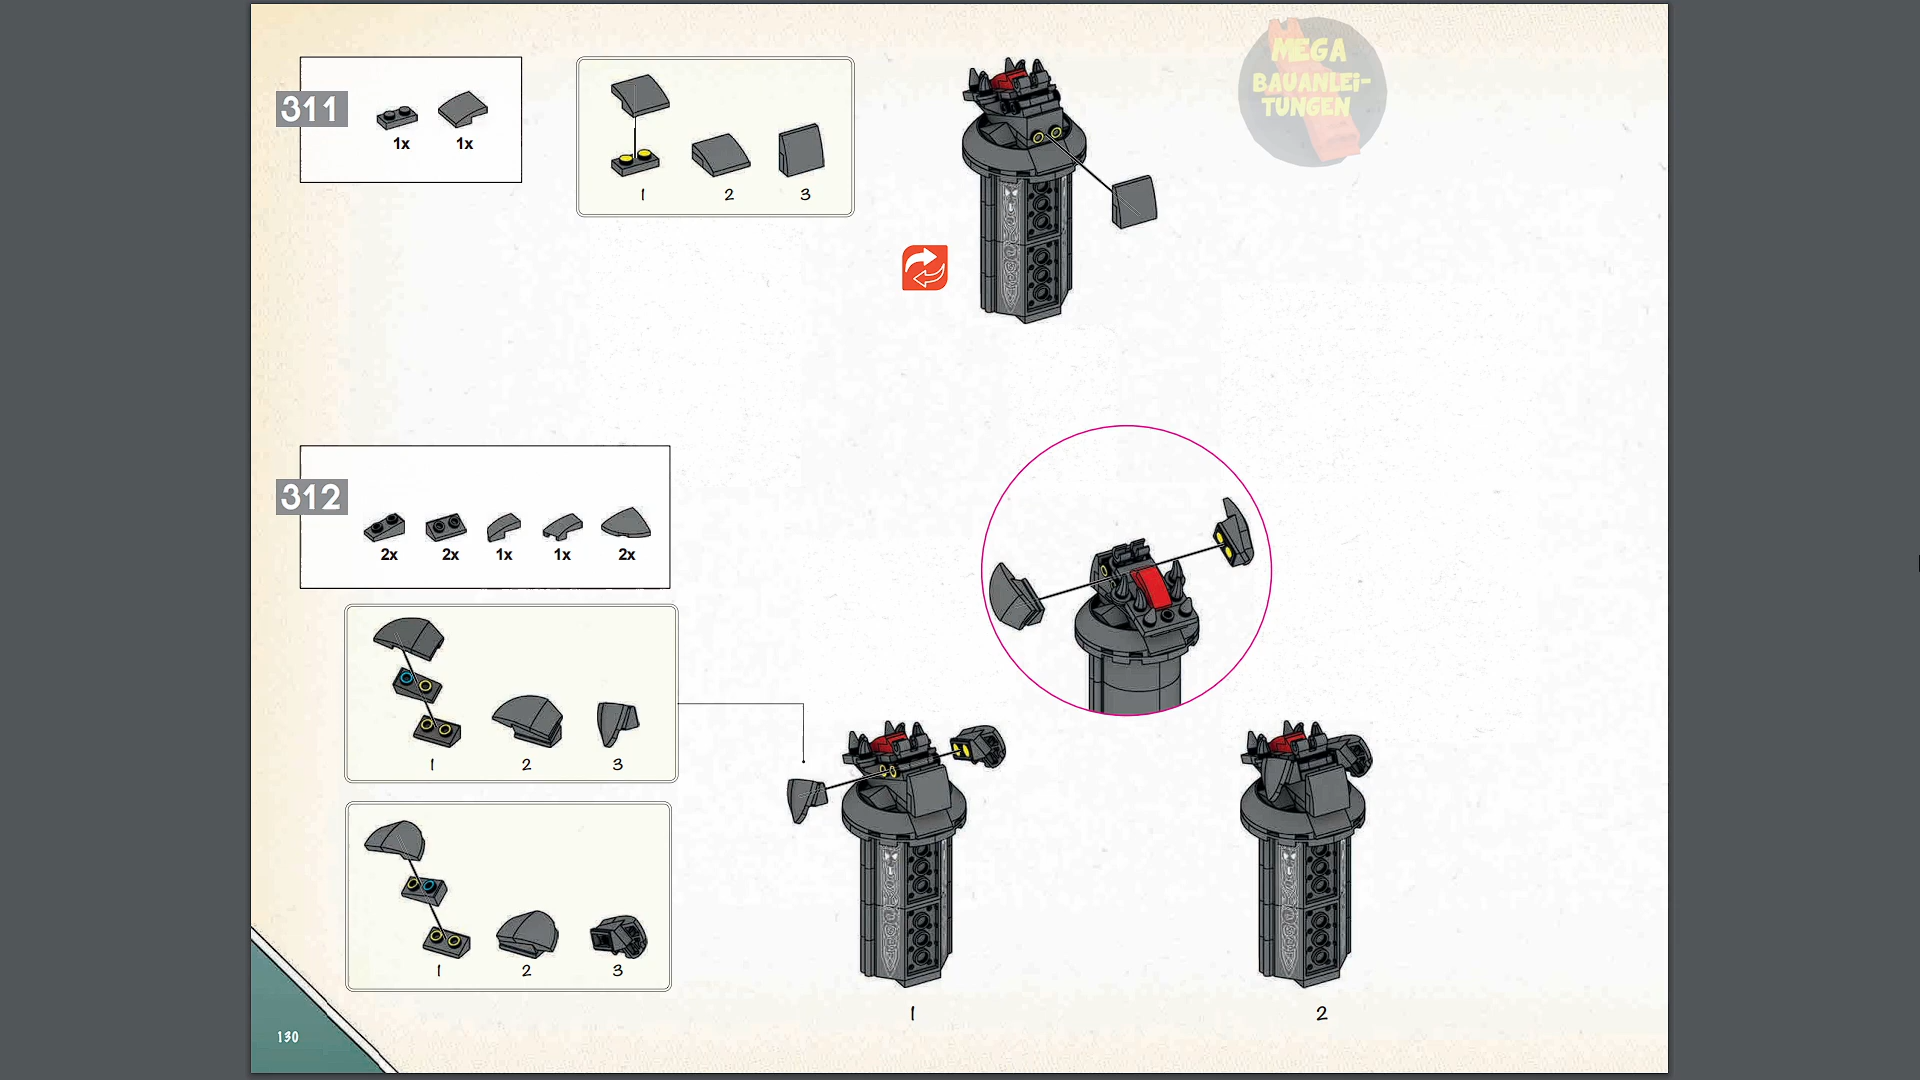 311
1x 1x
1 2 3
MEGA
BAUANLEi-
TUNGEN
312
2x 2x 1x 1x 2x
1 2 3
1 2 3
1 2
130